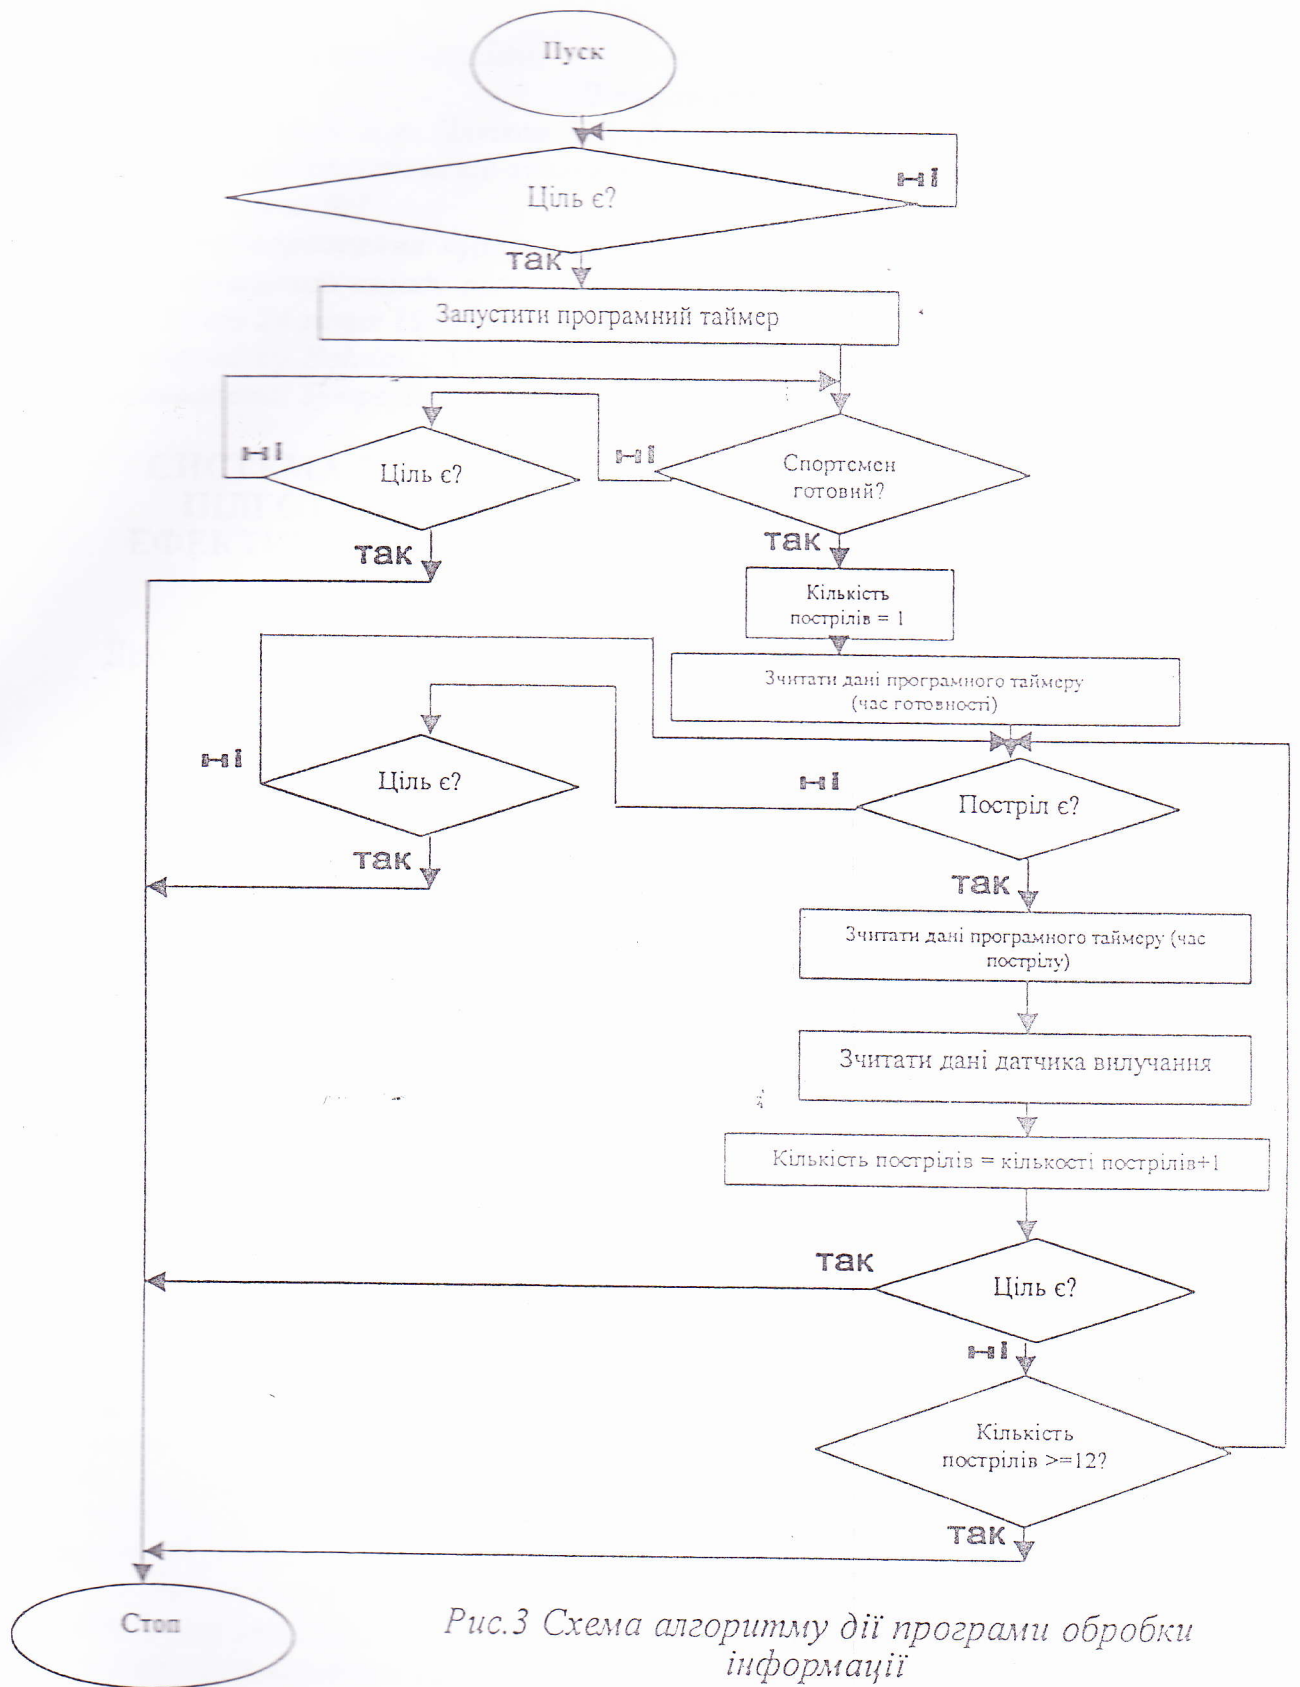 Пуск
Ціль є?
ні
так
Запустити програмний таймер
Ціль є?
ні
так
Спортсмен
готовий?
ні
так
Кількість
пострілів = 1
Зчитати дані програмного таймеру
(час готовності)
Ціль є?
ні
так
Постріл є?
ні
так
Зчитати дані програмного таймеру (час
пострілу)
Зчитати дані датчика вилучання
Кількість пострілів = кількості пострілів+1
так
Ціль є?
ні
Кількість
пострілів >=12?
так
Стоп
Рис.3 Схема алгоритму дії програми обробки
інформації